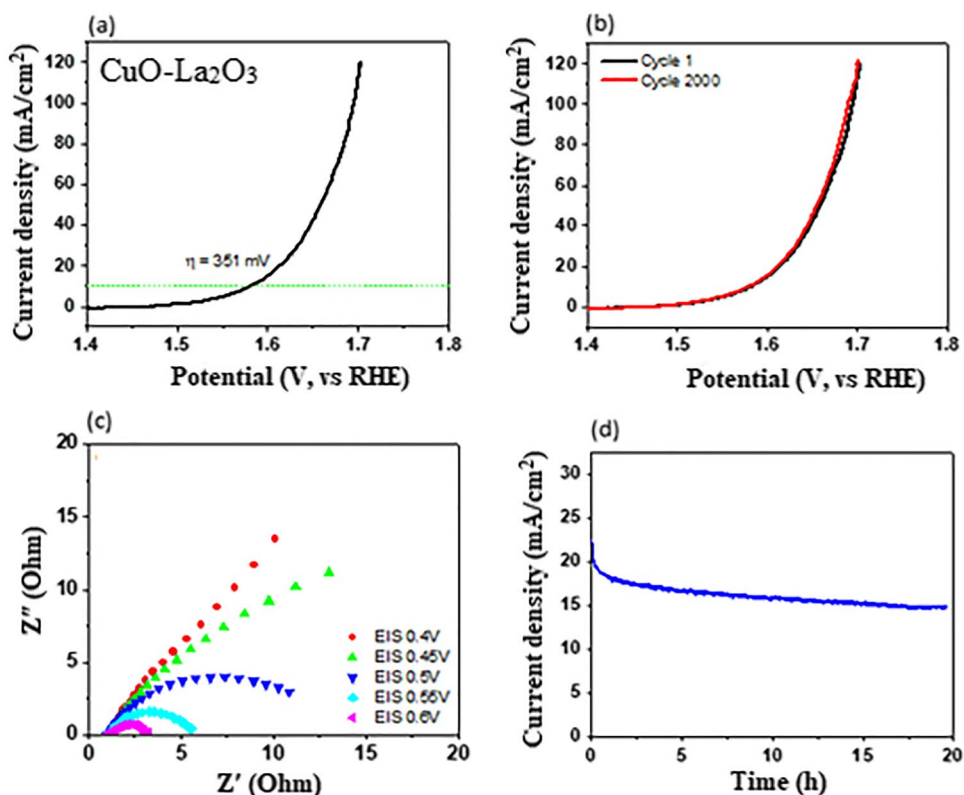 (a)
CuO-La₂O₃
η = 351 mV
Current density (mA/cm²)
120
100
80
60
40
20
0
1.4 1.5 1.6 1.7 1.8
Potential (V, vs RHE)
(b)
Cycle 1
Cycle 2000
Current density (mA/cm²)
120
100
80
60
40
20
0
1.4 1.5 1.6 1.7 1.8
Potential (V, vs RHE)
(c)
Z″ (Ohm)
20
15
10
5
0
EIS 0.4V
EIS 0.45V
EIS 0.5V
EIS 0.55V
EIS 0.6V
0 5 10 15 20
Z′ (Ohm)
(d)
Current density (mA/cm²)
30
25
20
15
10
5
0
0 5 10 15 20
Time (h)